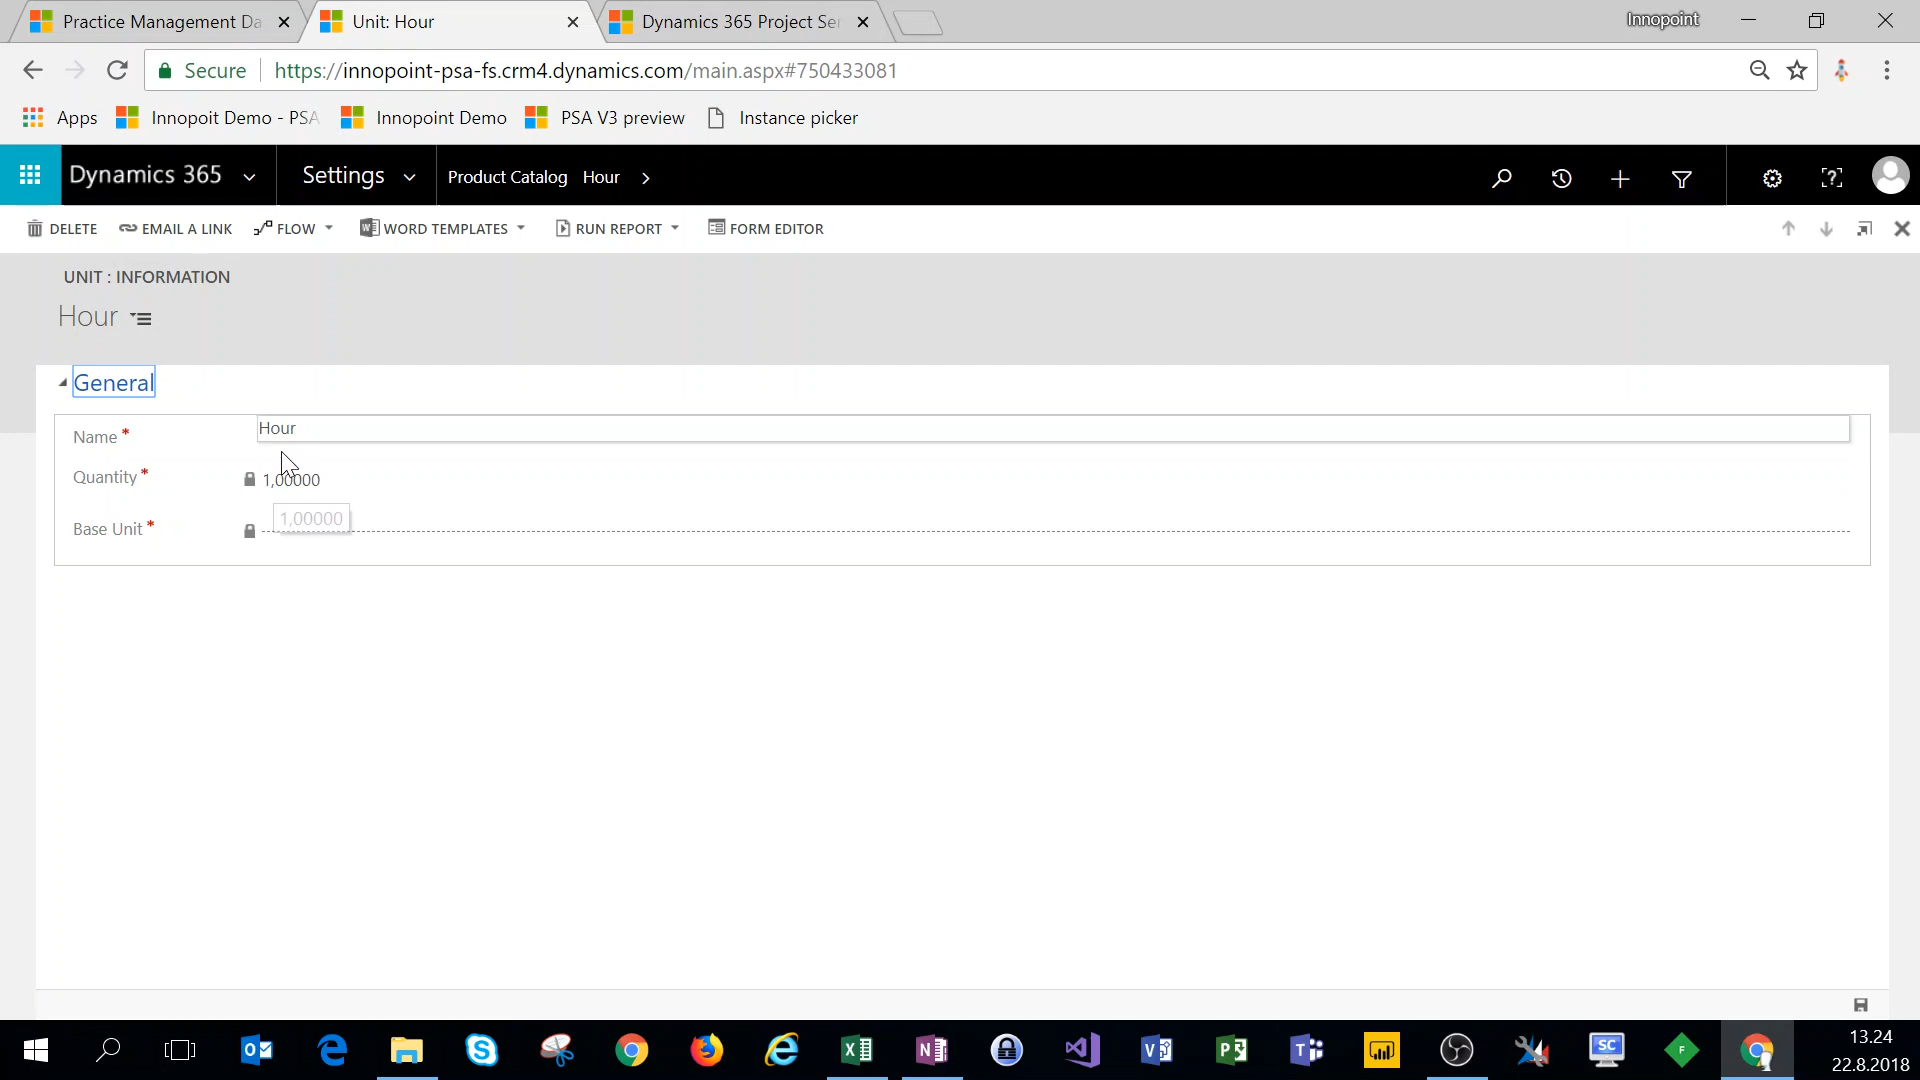 Practice Management Da
Unit: Hour
Dynamics 365 Project Ser
Innopoint
Secure
https://innopoint-psa-fs.crm4.dynamics.com/main.aspx#750433081
Apps
Innopoit Demo - PSA
Innopoint Demo
PSA V3 preview
Instance picker
Dynamics 365
Settings
Product Catalog
Hour
DELETE
EMAIL A LINK
FLOW
WORD TEMPLATES
RUN REPORT
FORM EDITOR
UNIT : INFORMATION
Hour
General
Name *
Hour
Quantity *
1,00000
1,00000
Base Unit *
13.24
22.8.2018